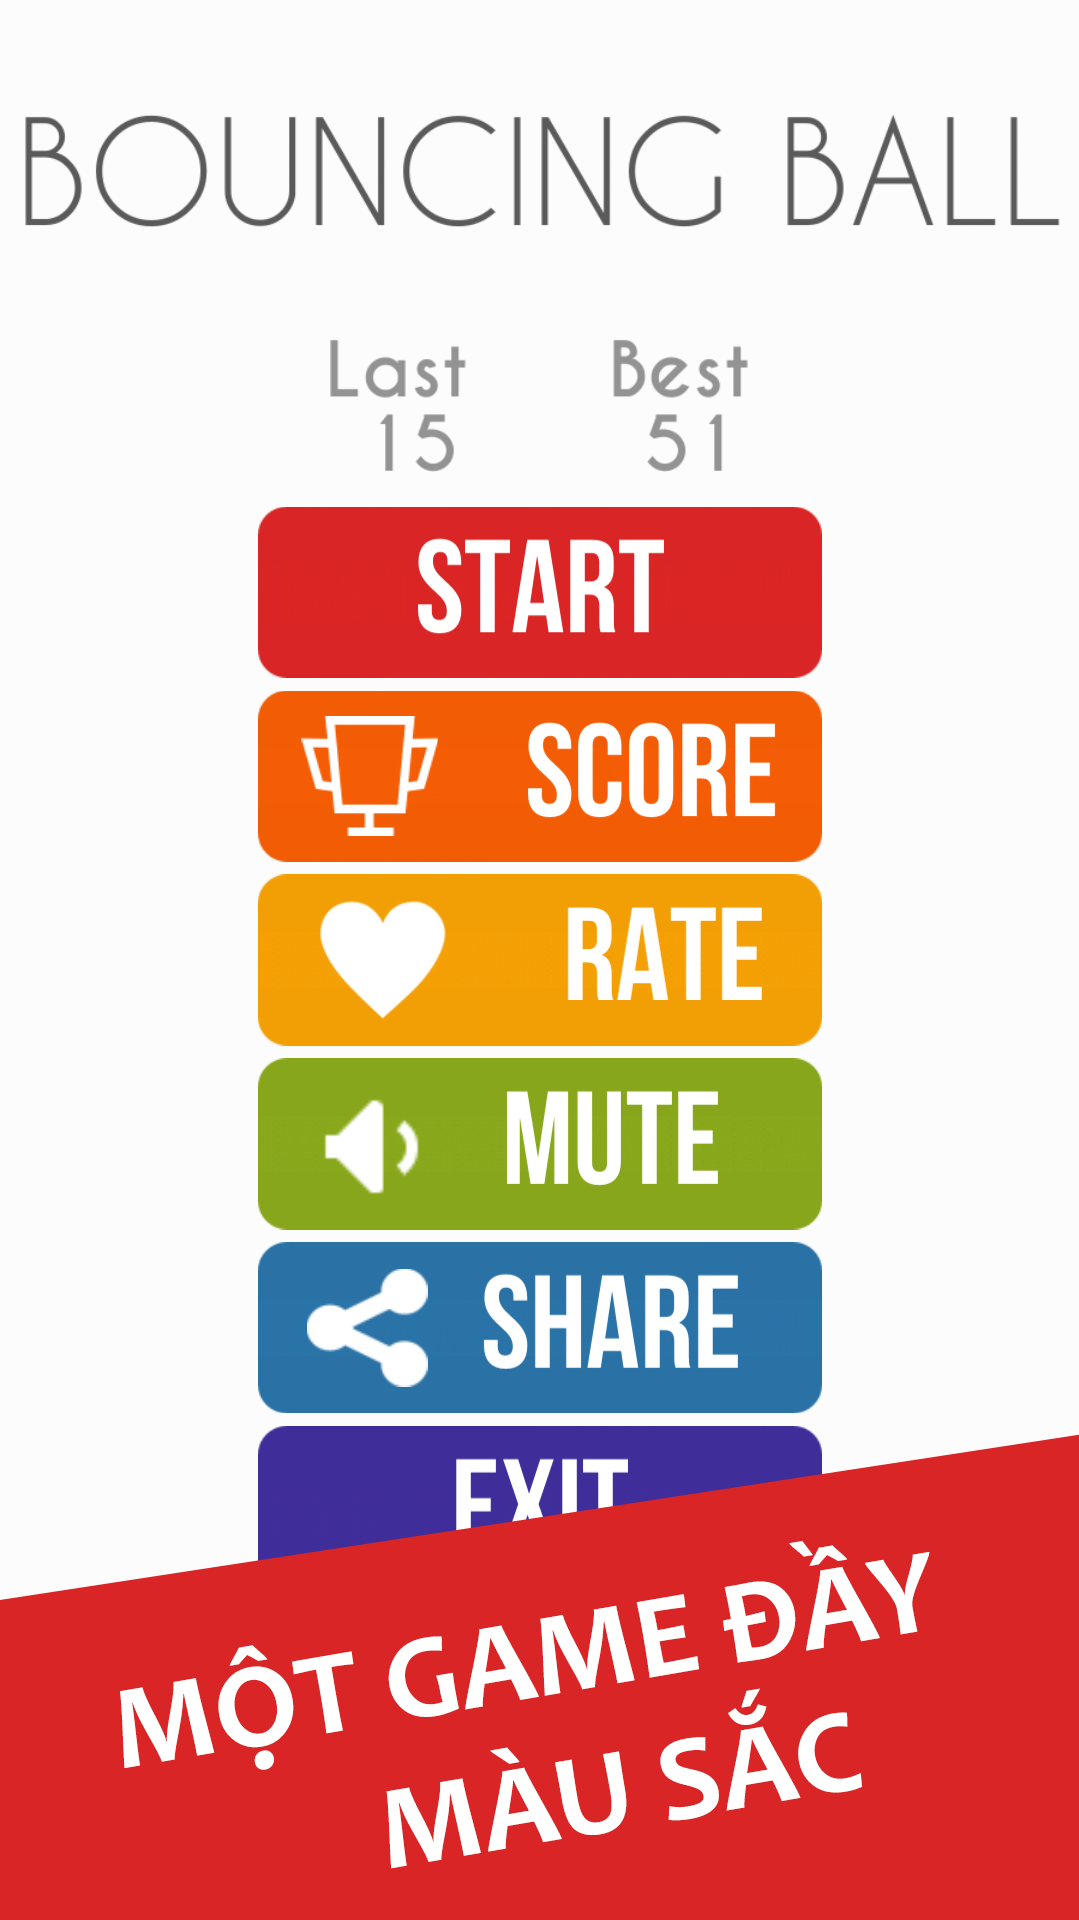 BOUNCING BALL
Last Best
15 51
START
SCORE
RATE
MUTE
SHARE
EXIT
MỘT GAME ĐẦY
MÀU SẮC